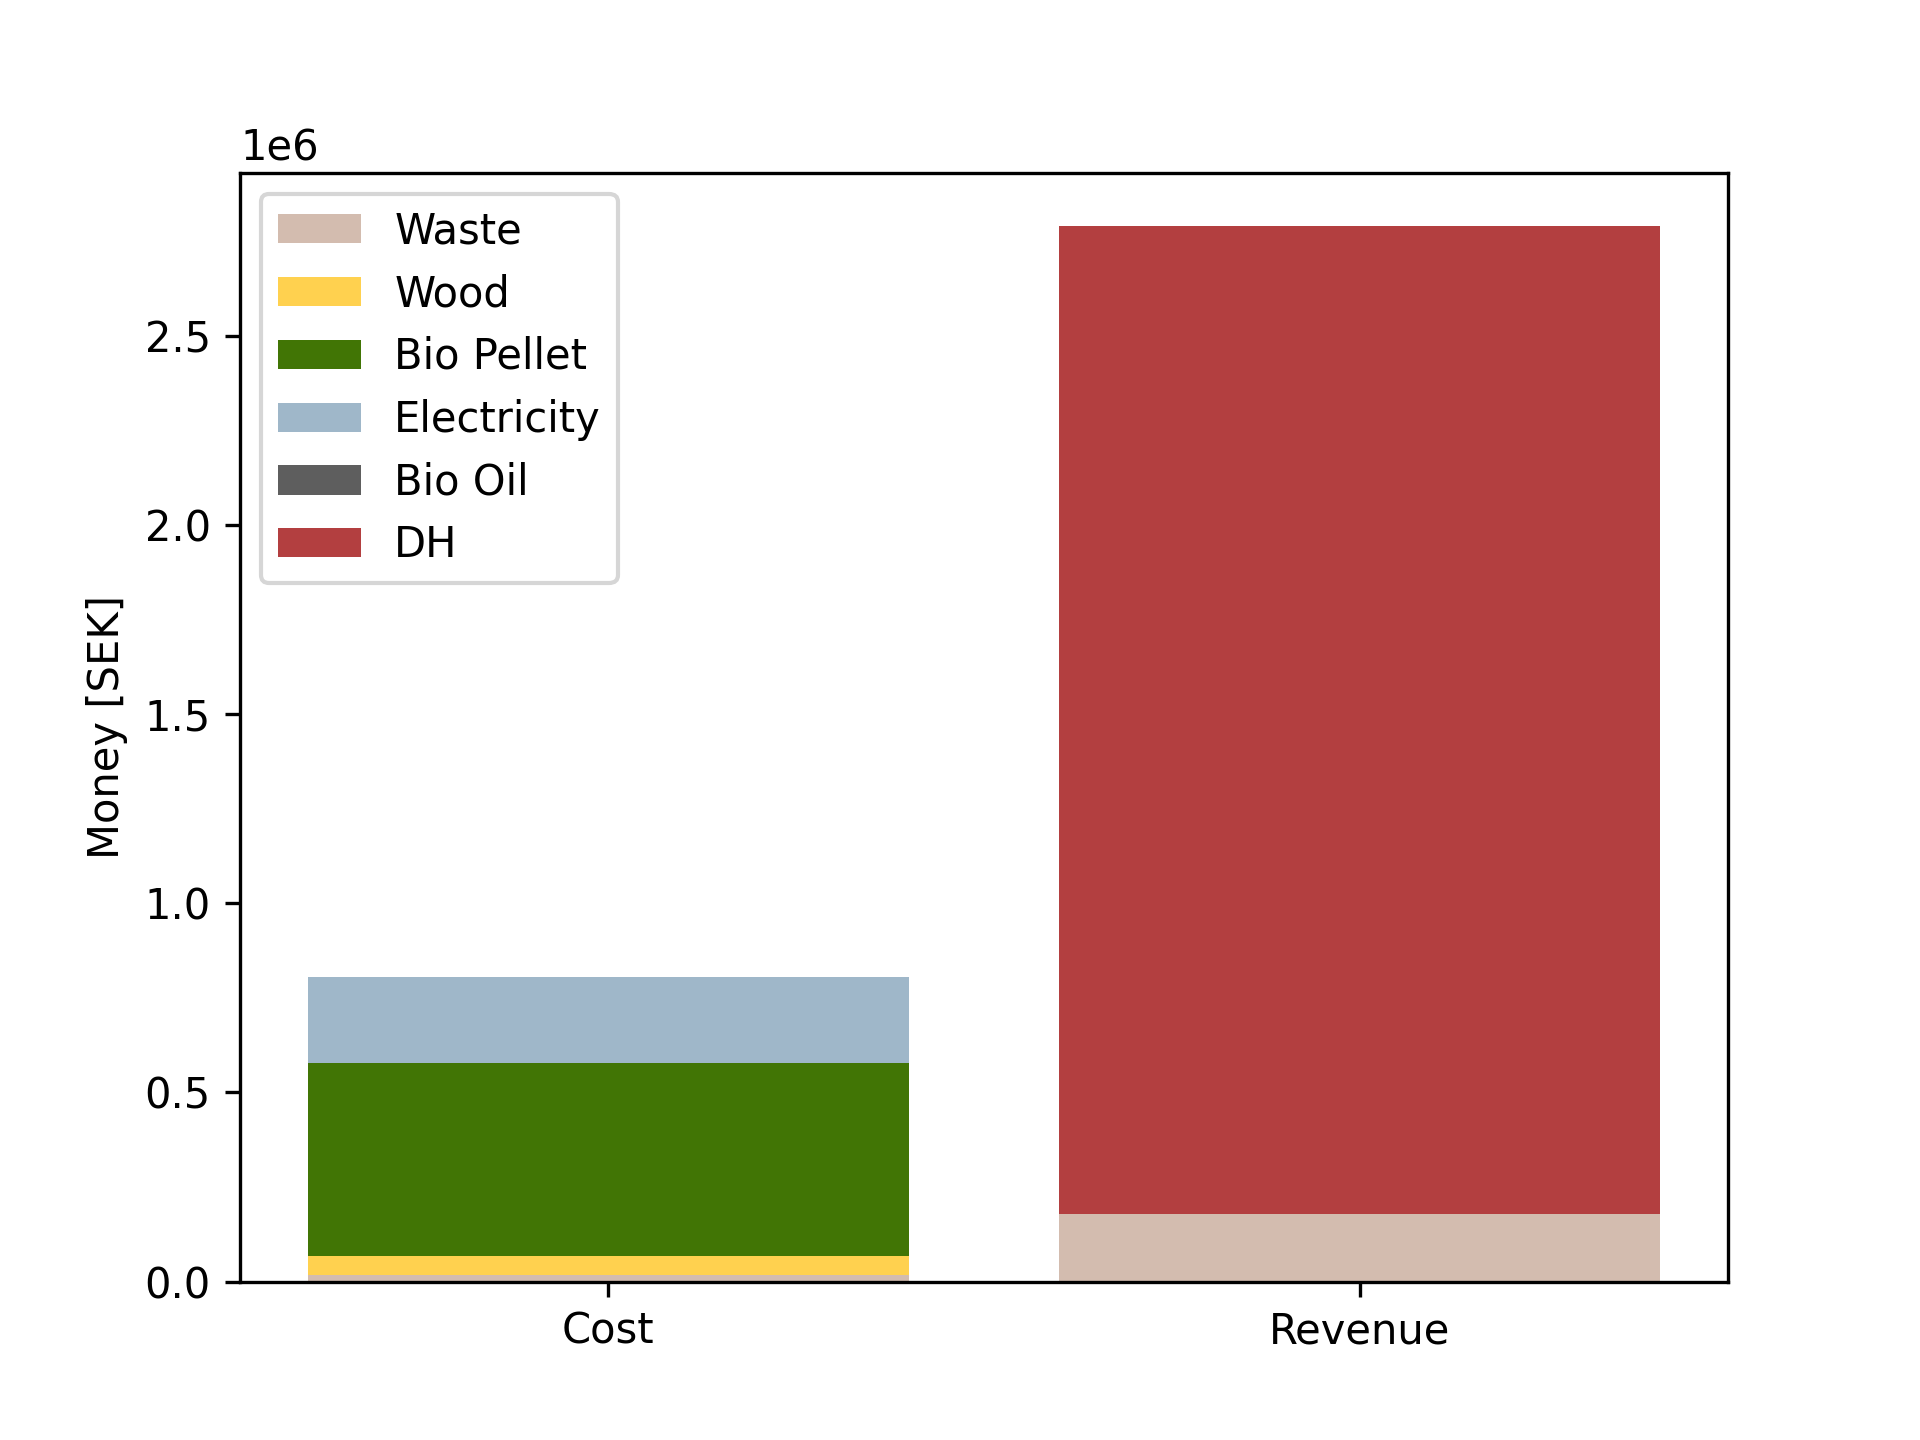 1e6
Waste
Wood
Bio Pellet
Electricity
Bio Oil
DH
2.5
2.0
1.5
1.0
0.5
0.0
Money [SEK]
Cost
Revenue